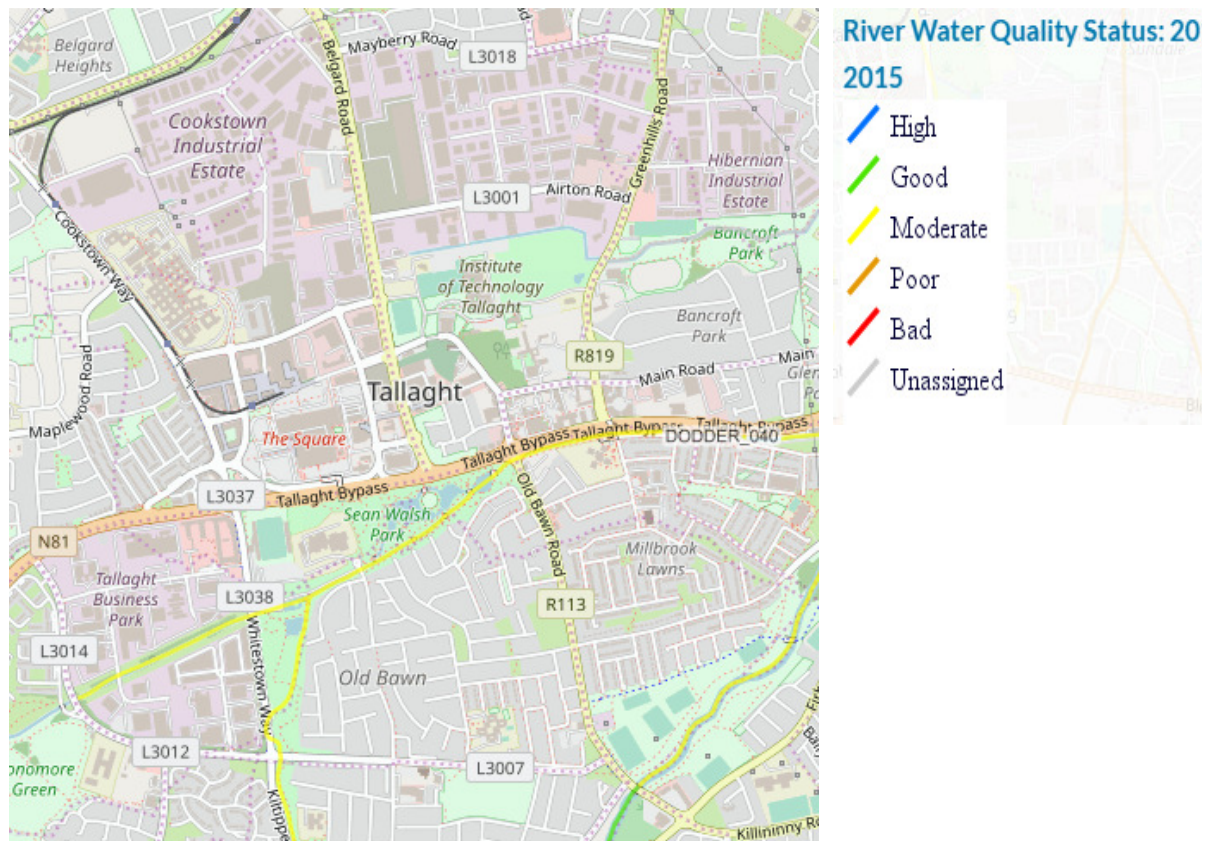 Belgard
Heights
Mayberry Road
L3018
Belgard Road
Greenhills Road
Cookstown
Industrial
Estate
Hibernian
Industrial
Estate
L3001
Airton Road
Cookstown Way
Bancroft
Park
Institute
of Technology
Tallaght
Bancroft
Park
R819
Maplewood Road
Tallaght
Main Road
Main
The Square
Tallaght Bypass
Tallaght Bypass
Tallaght Bypass
DODDER_040
L3037
Tallaght Bypass
Sean Walsh
Park
Old Bawn Road
N81
Millbrook
Lawns
Tallaght
Business
Park
L3038
R113
L3014
Whitestown Way
Old Bawn
L3012
L3007
onomore
Green
Kiltippe
Killininny Ro
River Water Quality Status: 20
2015
High
Good
Moderate
Poor
Bad
Unassigned